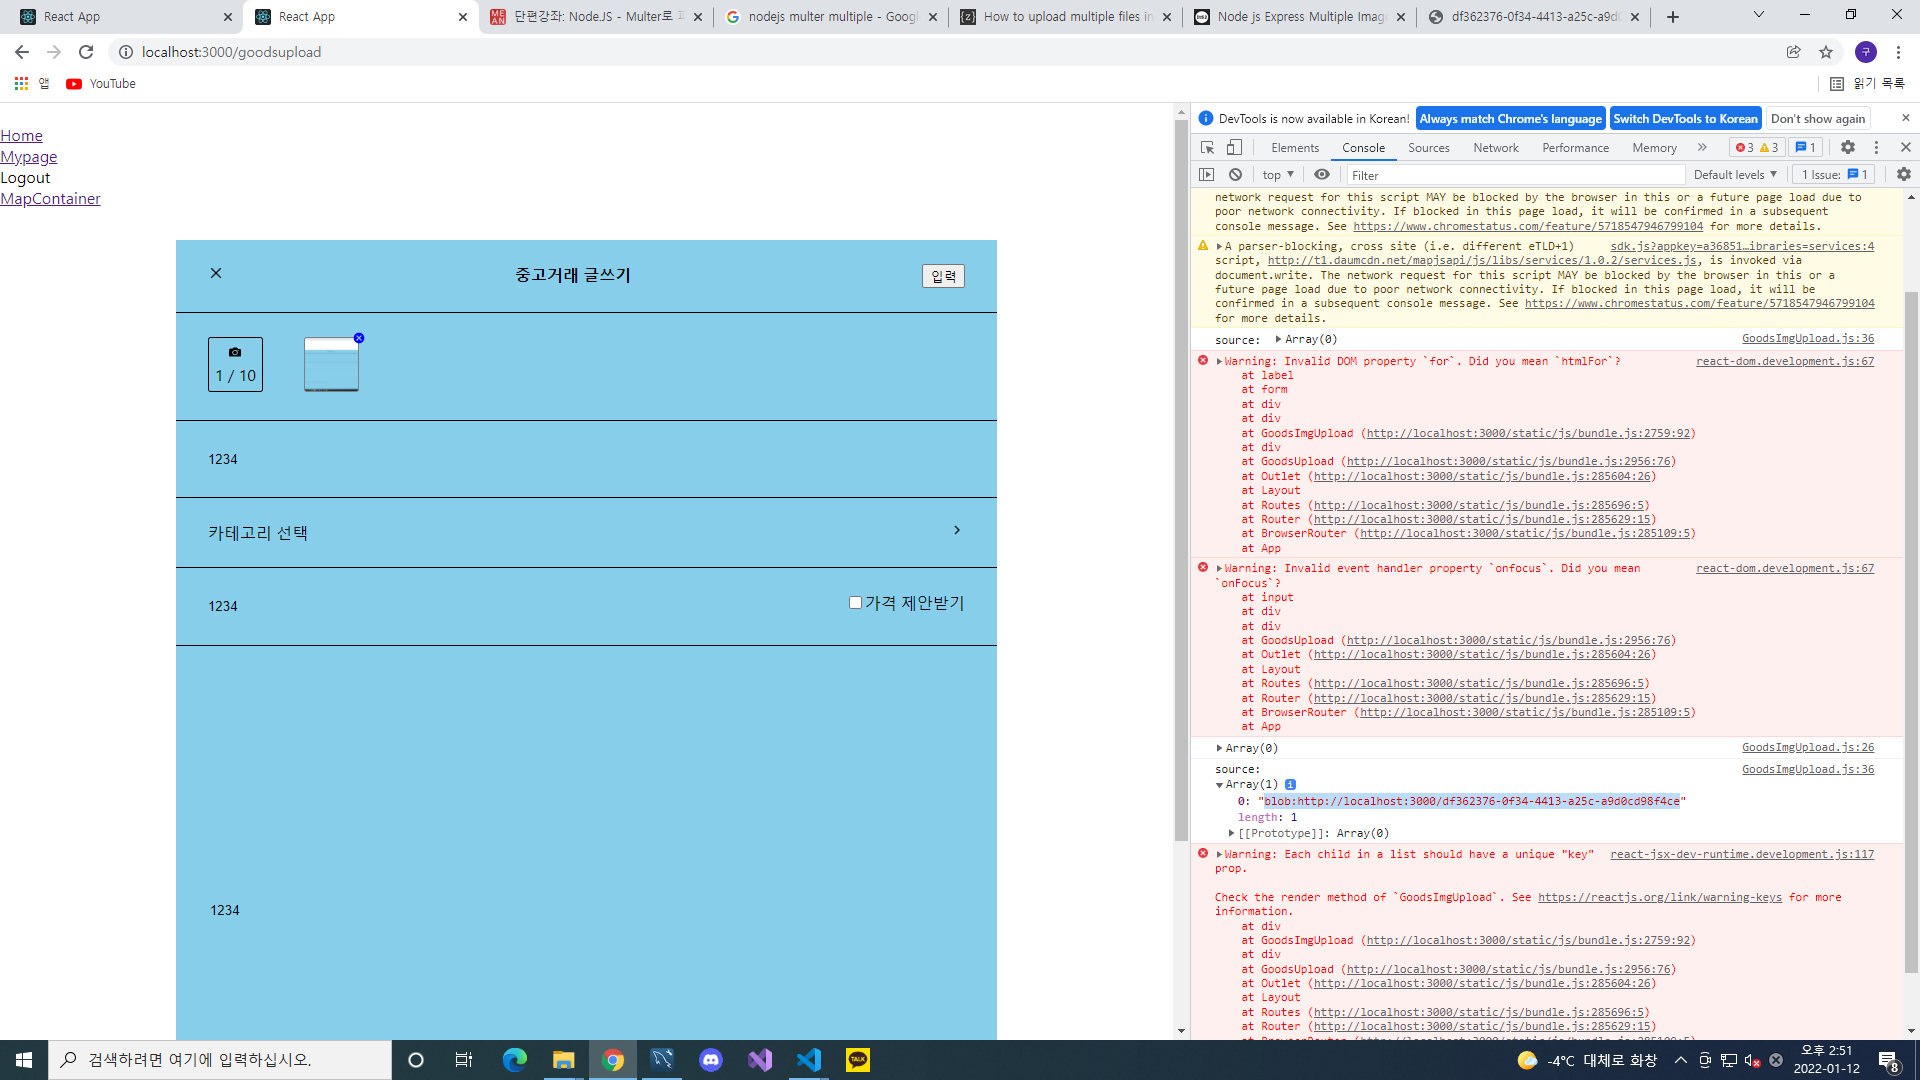 React App
React App
단편강좌: Node.JS - Multer로 파
nodejs multer multiple - Googl
How to upload multiple files in
Node js Express Multiple Imag
df362376-0f34-4413-a25c-a9d0
localhost:3000/goodsupload
구
앱
YouTube
읽기 목록
Home
Mypage
Logout
MapContainer
중고거래 글쓰기
입력
1 / 10
1234
카테고리 선택
1234
가격 제안받기
1234
DevTools is now available in Korean!
Always match Chrome's language
Switch DevTools to Korean
Don't show again
Elements
Console
Sources
Network
Performance
Memory
3
3
1
top
Filter
Default levels
1 Issue:
1
network request for this script MAY be blocked by the browser in this or a future page load due to
poor network connectivity. If blocked in this page load, it will be confirmed in a subsequent
console message. See https://www.chromestatus.com/feature/5718547946799104 for more details.
A parser-blocking, cross site (i.e. different eTLD+1) sdk.js?appkey=a36851…ibraries=services:4
script, http://t1.daumcdn.net/mapjsapi/js/libs/services/1.0.2/services.js, is invoked via
document.write. The network request for this script MAY be blocked by the browser in this or a
future page load due to poor network connectivity. If blocked in this page load, it will be
confirmed in a subsequent console message. See https://www.chromestatus.com/feature/5718547946799104
for more details.
source: Array(0) GoodsImgUpload.js:36
Warning: Invalid DOM property `for`. Did you mean `htmlFor`? react-dom.development.js:67
at label
at form
at div
at div
at GoodsImgUpload (http://localhost:3000/static/js/bundle.js:2759:92)
at div
at GoodsUpload (http://localhost:3000/static/js/bundle.js:2956:76)
at Outlet (http://localhost:3000/static/js/bundle.js:285604:26)
at Layout
at Routes (http://localhost:3000/static/js/bundle.js:285696:5)
at Router (http://localhost:3000/static/js/bundle.js:285629:15)
at BrowserRouter (http://localhost:3000/static/js/bundle.js:285109:5)
at App
Warning: Invalid event handler property `onfocus`. Did you mean react-dom.development.js:67
`onFocus`?
at input
at div
at div
at GoodsUpload (http://localhost:3000/static/js/bundle.js:2956:76)
at Outlet (http://localhost:3000/static/js/bundle.js:285604:26)
at Layout
at Routes (http://localhost:3000/static/js/bundle.js:285696:5)
at Router (http://localhost:3000/static/js/bundle.js:285629:15)
at BrowserRouter (http://localhost:3000/static/js/bundle.js:285109:5)
at App
Array(0) GoodsImgUpload.js:26
source: GoodsImgUpload.js:36
Array(1)
0: "blob:http://localhost:3000/df362376-0f34-4413-a25c-a9d0cd98f4ce"
length: 1
[[Prototype]]: Array(0)
Warning: Each child in a list should have a unique "key" react-jsx-dev-runtime.development.js:117
prop.
Check the render method of `GoodsImgUpload`. See https://reactjs.org/link/warning-keys for more
information.
at div
at GoodsImgUpload (http://localhost:3000/static/js/bundle.js:2759:92)
at div
at GoodsUpload (http://localhost:3000/static/js/bundle.js:2956:76)
at Outlet (http://localhost:3000/static/js/bundle.js:285604:26)
at Layout
at Routes (http://localhost:3000/static/js/bundle.js:285696:5)
at Router (http://localhost:3000/static/js/bundle.js:285629:15)
검색하려면 여기에 입력하십시오.
TALK
-4°C 대체로 화창
오후 2:51
2022-01-12
8